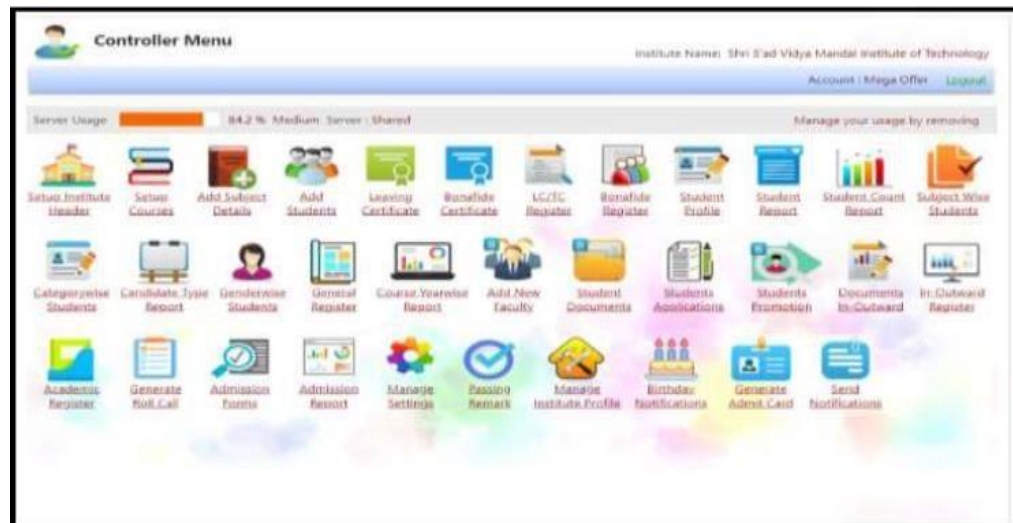 Controller Menu
Institute Name: Shri S'ad Vidya Mandal Institute of Technology
Account : Mega Offer Logout
Server Usage 84.2 % Medium Server : Shared Manage your usage by removing
Setup Institute Setup Add Subject Add Leaving Bonafide LC/TC Bonafide Student Student Student Count Subject Wise
Header Courses Details Students Certificate Certificate Register Register Profile Report Report Students
Categorywise Candidate Type Genderwise General Course Yearwise Add New Student Students Students Documents In-Outward
Students Report Students Register Report Faculty Documents Applications Promotion In-Outward Register
Academic Generate Admission Admission Manage Passing Manage Birthday Generate Send
Register Roll Call Forms Report Settings Remark Institute Profile Notifications Admit Card Notifications